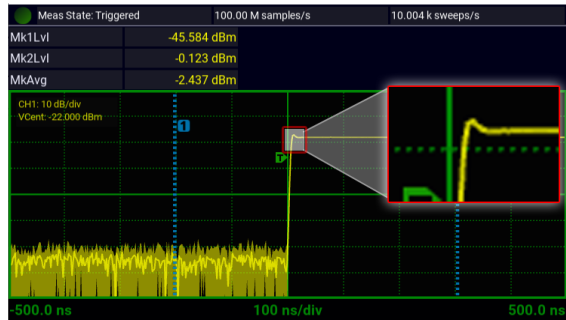 Meas State: Triggered 100.00 M samples/s 10.004 k sweeps/s
Mk1Lvl -45.584 dBm
Mk2Lvl -0.123 dBm
MkAvg -2.437 dBm
CH1: 10 dB/div
VCent: -22.000 dBm
1
T
-500.0 ns 100 ns/div 500.0 ns